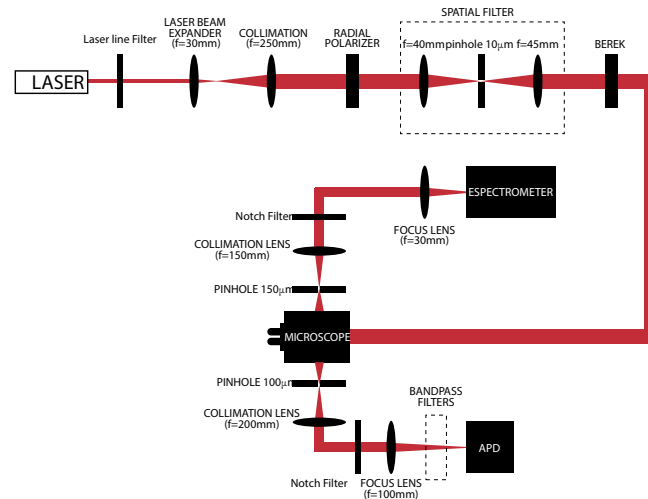 SPATIAL FILTER
LASER BEAM
EXPANDER
(f=30mm)
COLLIMATION
(f=250mm)
RADIAL
POLARIZER
Laser line Filter
f=40mm
pinhole 10μm
f=45mm
BEREK
LASER
ESPECTROMETER
Notch Filter
FOCUS LENS
(f=30mm)
COLLIMATION LENS
(f=150mm)
PINHOLE 150μm
MICROSCOPE
PINHOLE 100μm
COLLIMATION LENS
(f=200mm)
BANDPASS
FILTERS
APD
Notch Filter
FOCUS LENS
(f=100mm)